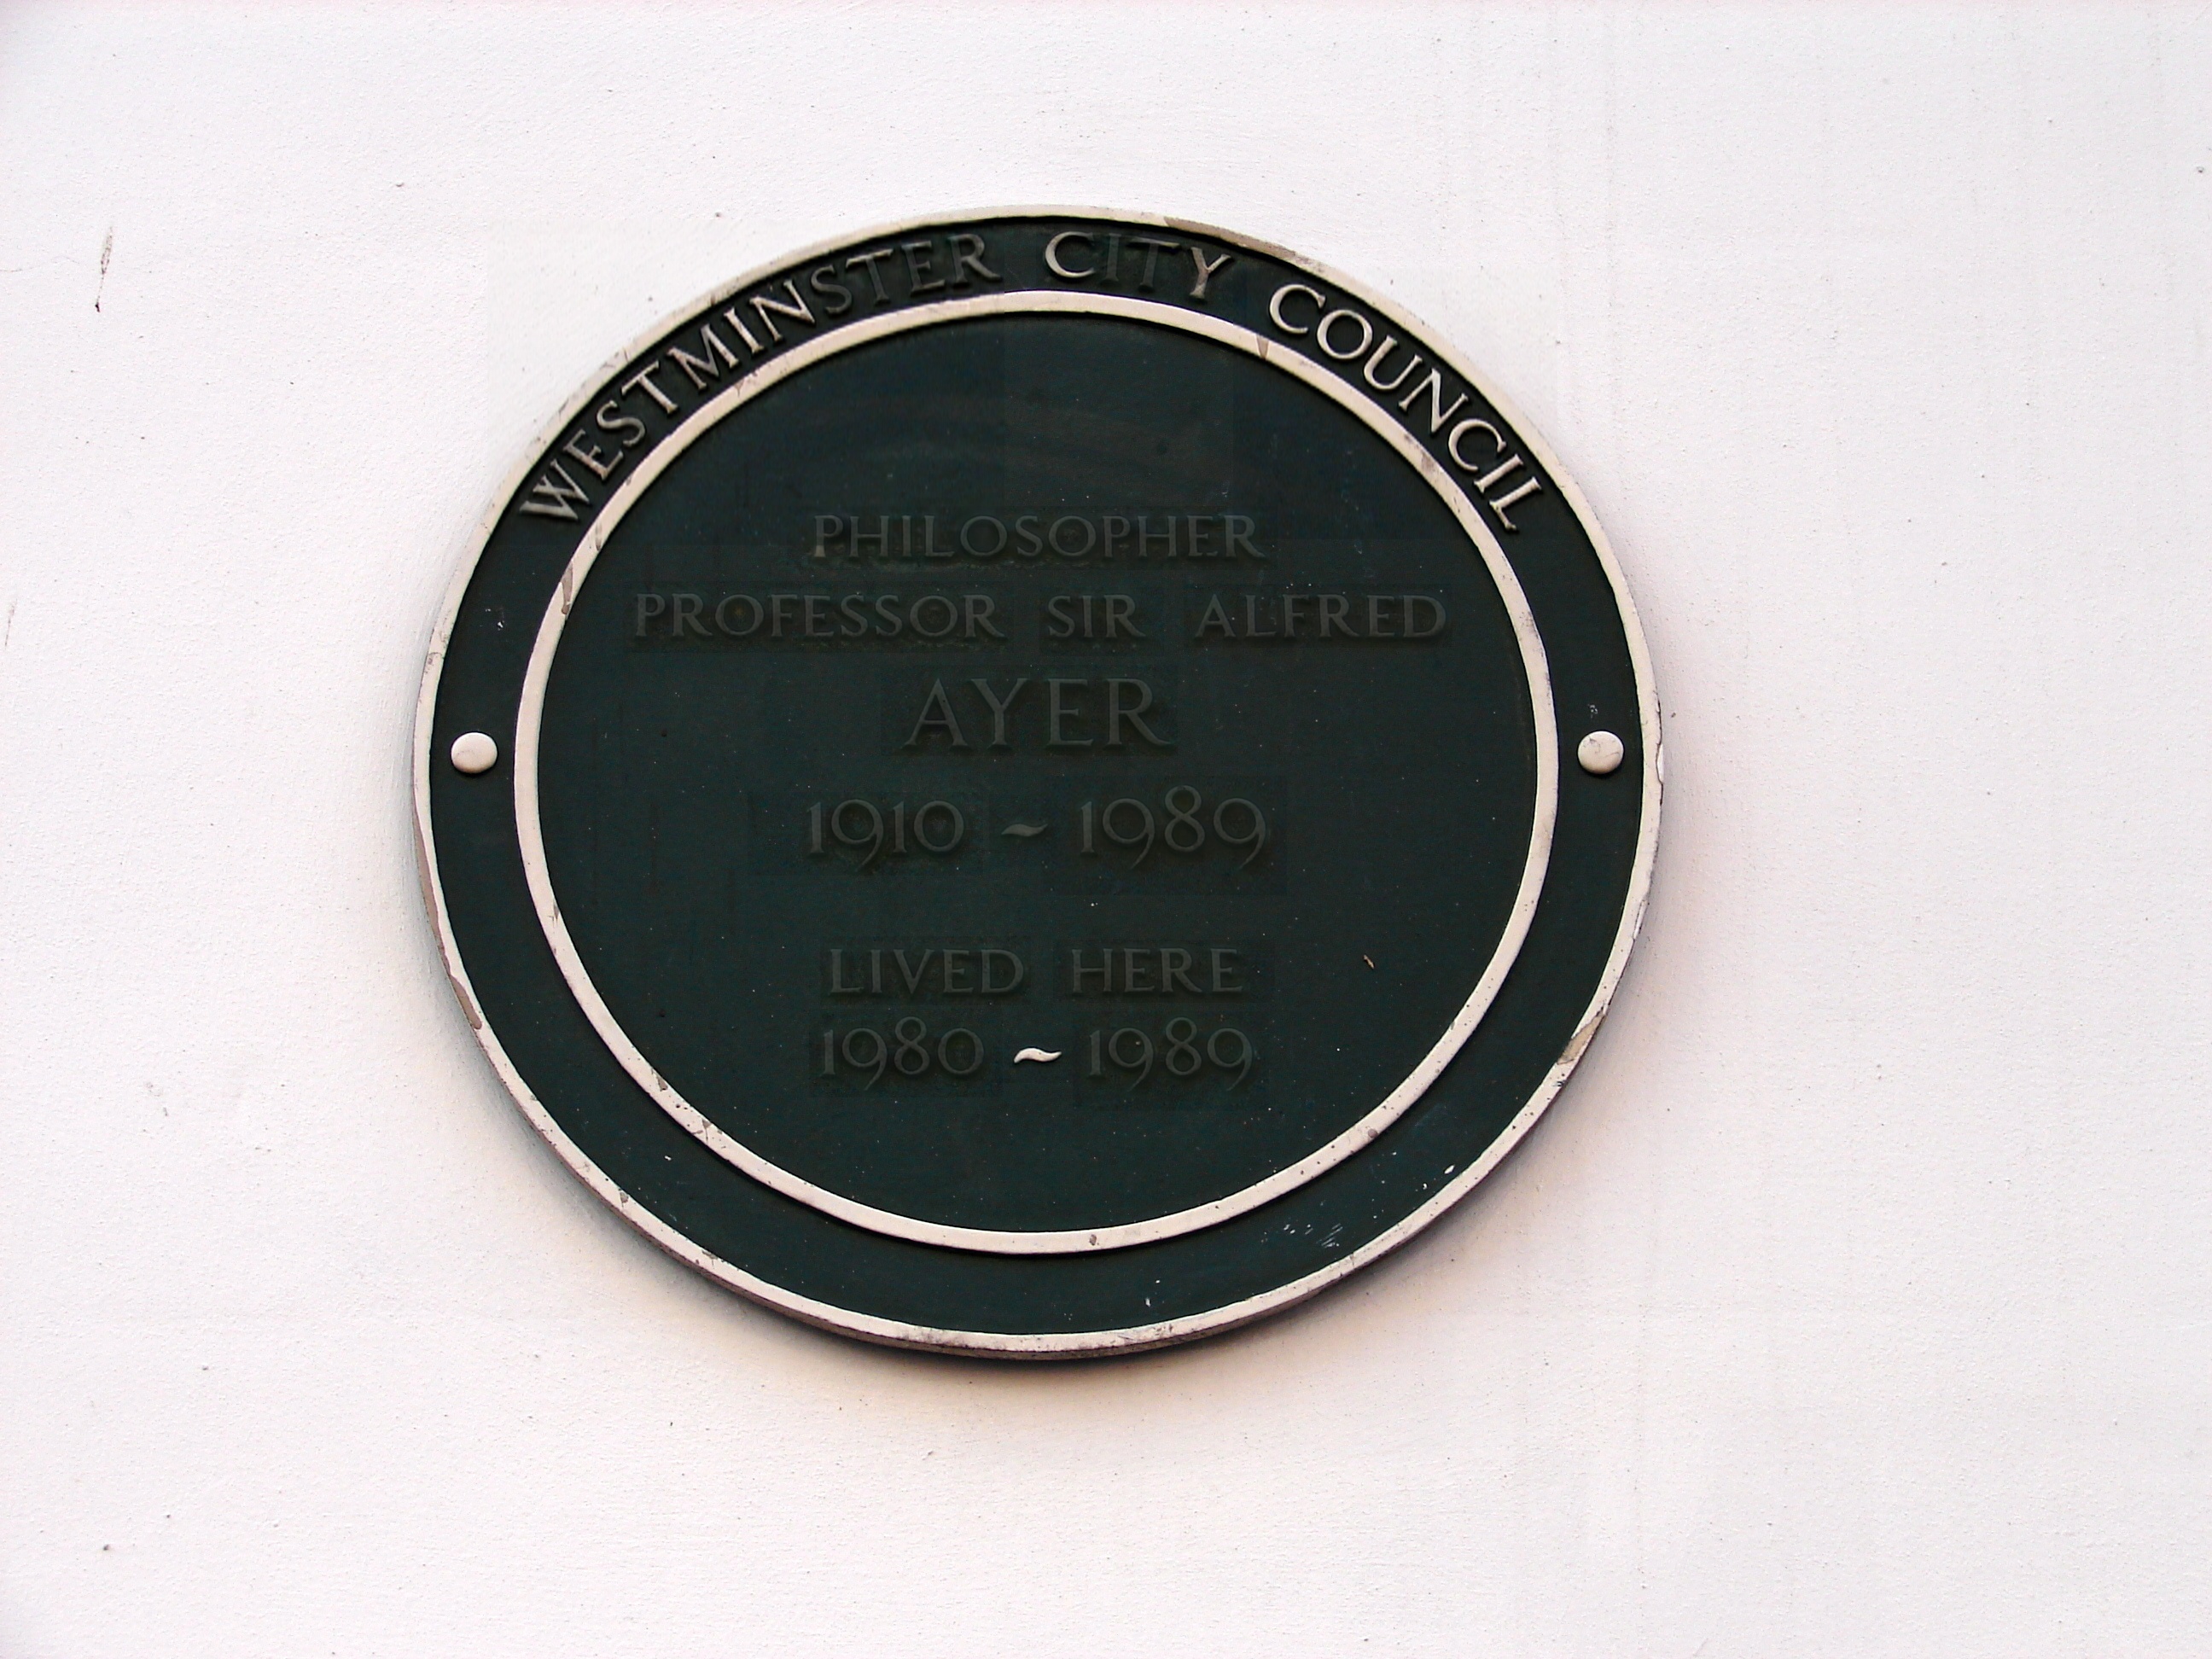 WESTMINSTER CITY COUNCIL
PHILOSOPHER
PROFESSOR SIR ALFRED
AYER
1910 ~ 1989
LIVED HERE
1980 ~ 1989